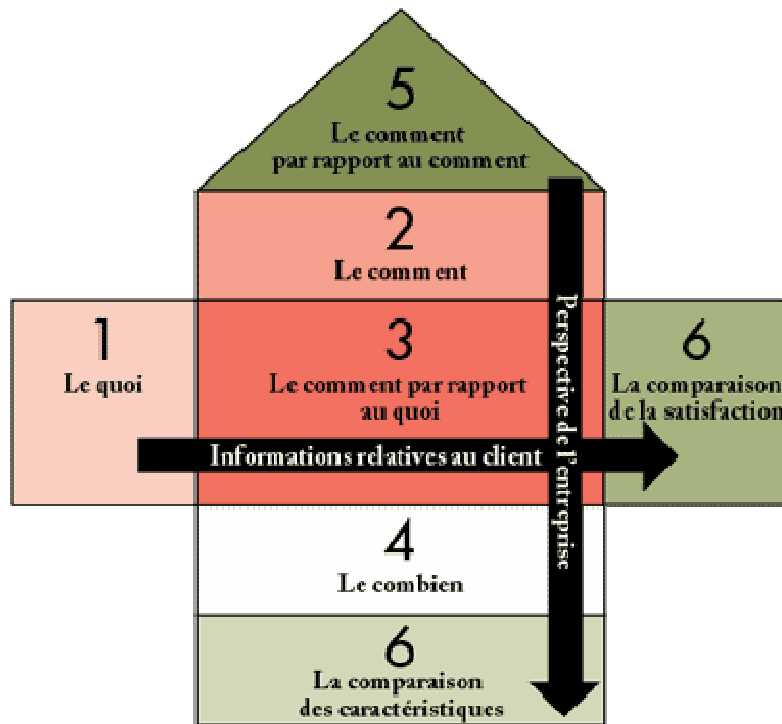 5
Le comment
par rapport au comment
2
Le comment
1
Le quoi
3
Le comment par rapport
au quoi
6
La comparaison
de la satisfaction
Informations relatives au client
Perspective de l'entreprise
4
Le combien
6
La comparaison
des caractéristiques